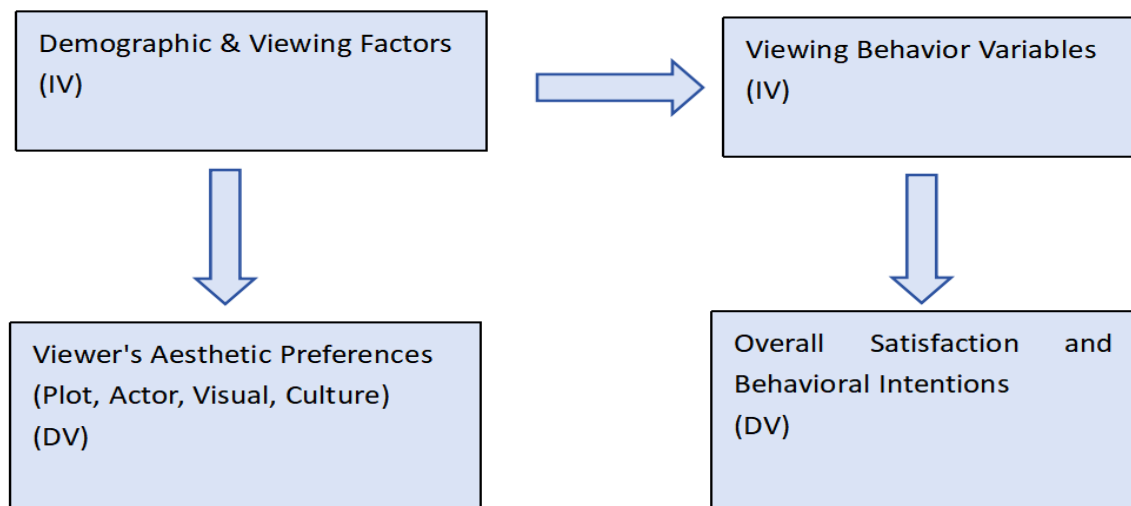 Demographic & Viewing Factors
(IV)
Viewing Behavior Variables
(IV)
Viewer's Aesthetic Preferences
(Plot, Actor, Visual, Culture)
(DV)
Overall Satisfaction and
Behavioral Intentions
(DV)